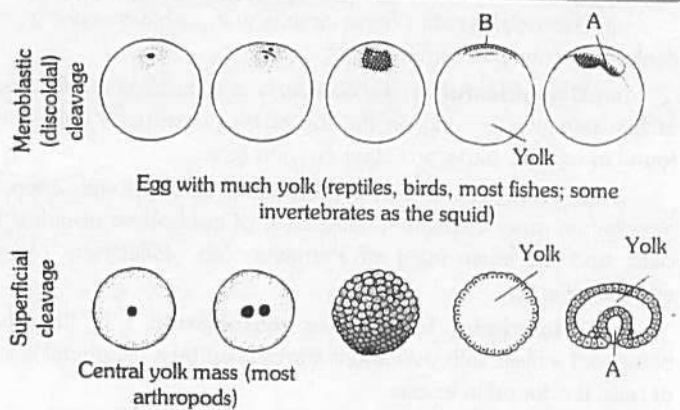 B
A
Meroblastic
(discoidal)
cleavage
Yolk
Egg with much yolk (reptiles, birds, most fishes; some
invertebrates as the squid)
Superficial
cleavage
Yolk
Yolk
Central yolk mass (most
arthropods)
A